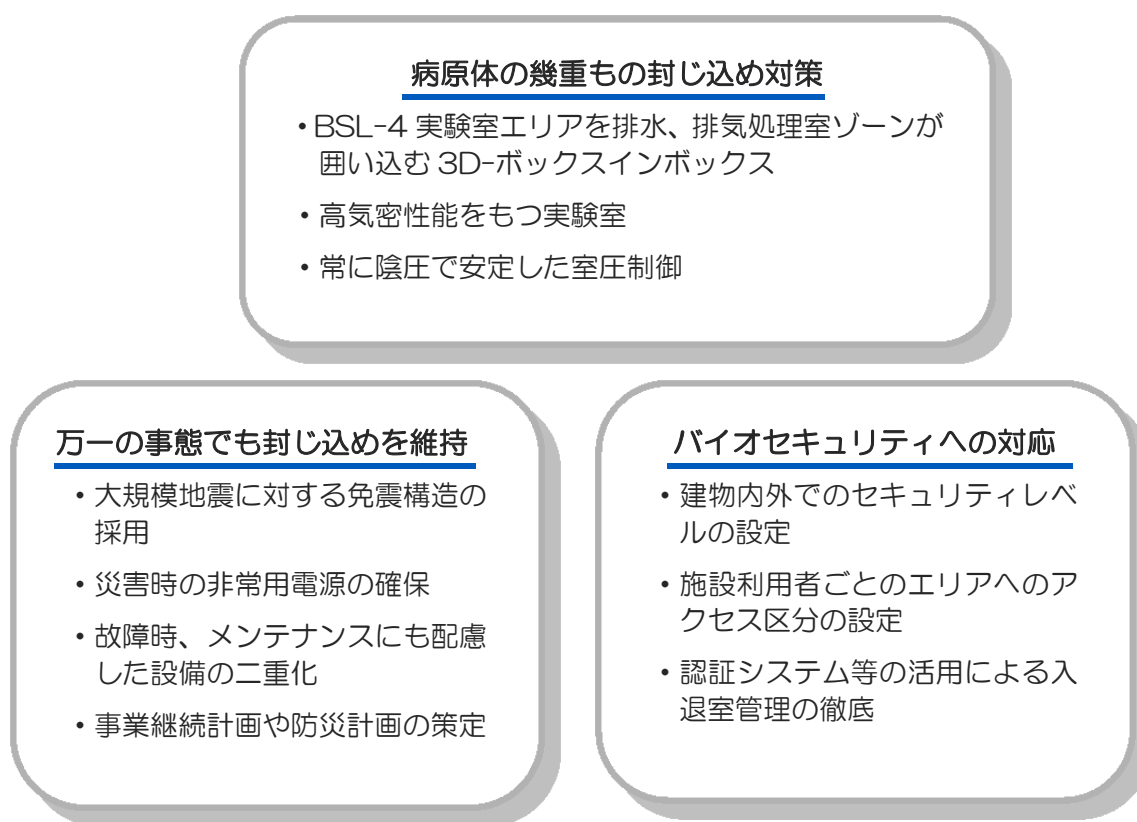 病原体の幾重もの封じ込め対策
・BSL-4 実験室エリアを排水、排気処理室ゾーンが
囲い込む 3D-ボックスインボックス
・高気密性能をもつ実験室
・常に陰圧で安定した室圧制御
万一の事態でも封じ込めを維持
・大規模地震に対する免震構造の
採用
・災害時の非常用電源の確保
・故障時、メンテナンスにも配慮
した設備の二重化
・事業継続計画や防災計画の策定
バイオセキュリティへの対応
・建物内外でのセキュリティレベ
ルの設定
・施設利用者ごとのエリアへのア
クセス区分の設定
・認証システム等の活用による入
退室管理の徹底